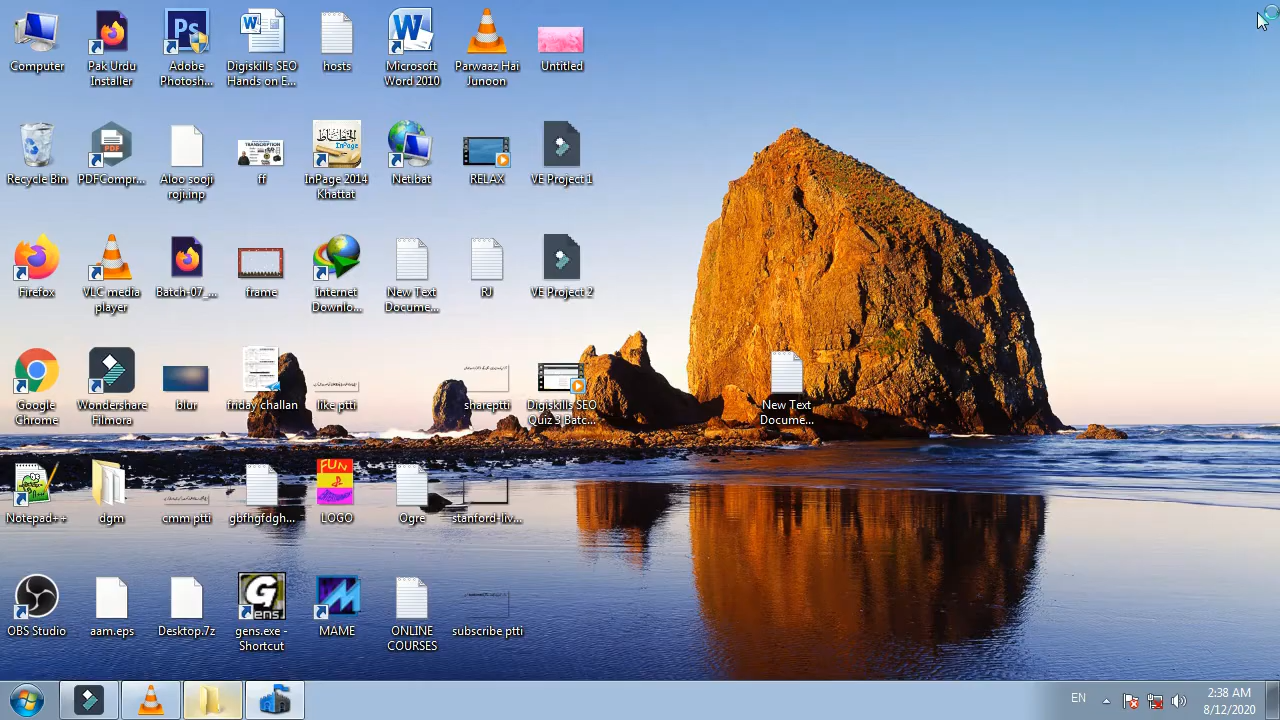 Computer
Pak Urdu
Installer
Adobe
Photosh...
Digiskills SEO
Hands on E...
hosts
Microsoft
Word 2010
Parwaaz Hai
Junoon
Untitled
Recycle Bin
PDFCompr...
Aloo sooji
roji.inp
ff
InPage 2014
Khattat
Net.bat
RELAX
VE Project 1
Firefox
VLC media
player
Batch-07_...
frame
Internet
Downlo...
New Text
Docume...
RJ
VE Project 2
Google
Chrome
Wondershare
Filmora
blur
friday challan
like ptti
shareptti
Digiskills SEO
Quiz 3 Batc...
New Text
Docume...
Notepad++
dgm
cmm ptti
gbfhgfdgh...
LOGO
Ogre
stanford-liv...
OBS Studio
aam.eps
Desktop.7z
gens.exe -
Shortcut
MAME
ONLINE
COURSES
subscribe ptti
EN
2:38 AM
8/12/2020